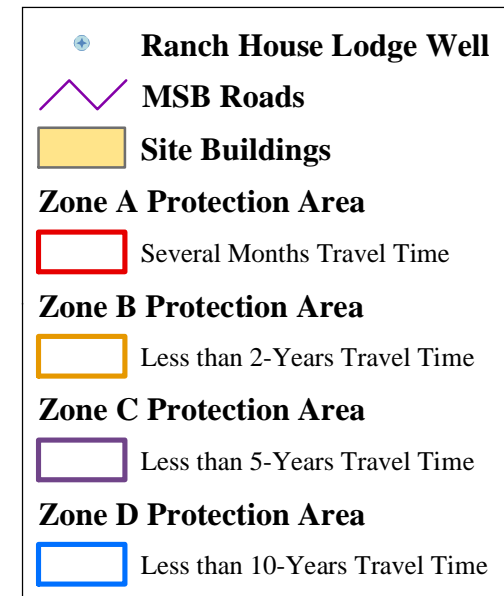 Ranch House Lodge Well
MSB Roads
Site Buildings
Zone A Protection Area
Several Months Travel Time
Zone B Protection Area
Less than 2-Years Travel Time
Zone C Protection Area
Less than 5-Years Travel Time
Zone D Protection Area
Less than 10-Years Travel Time